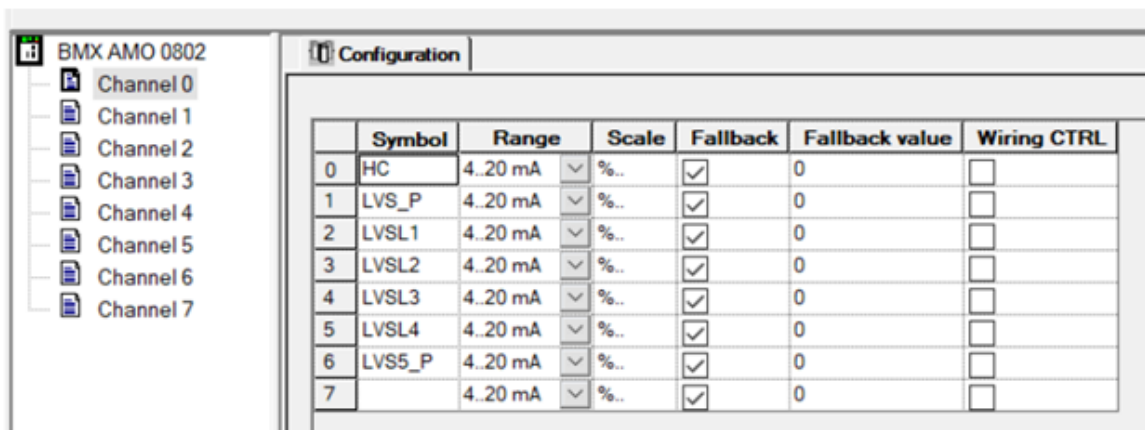 BMX AMO 0802
Channel 0
Channel 1
Channel 2
Channel 3
Channel 4
Channel 5
Channel 6
Channel 7
Configuration
Symbol Range Scale Fallback Fallback value Wiring CTRL
0 HC 4..20 mA %.. 0
1 LVS_P 4..20 mA %.. 0
2 LVSL1 4..20 mA %.. 0
3 LVSL2 4..20 mA %.. 0
4 LVSL3 4..20 mA %.. 0
5 LVSL4 4..20 mA %.. 0
6 LVS5_P 4..20 mA %.. 0
7 4..20 mA %.. 0